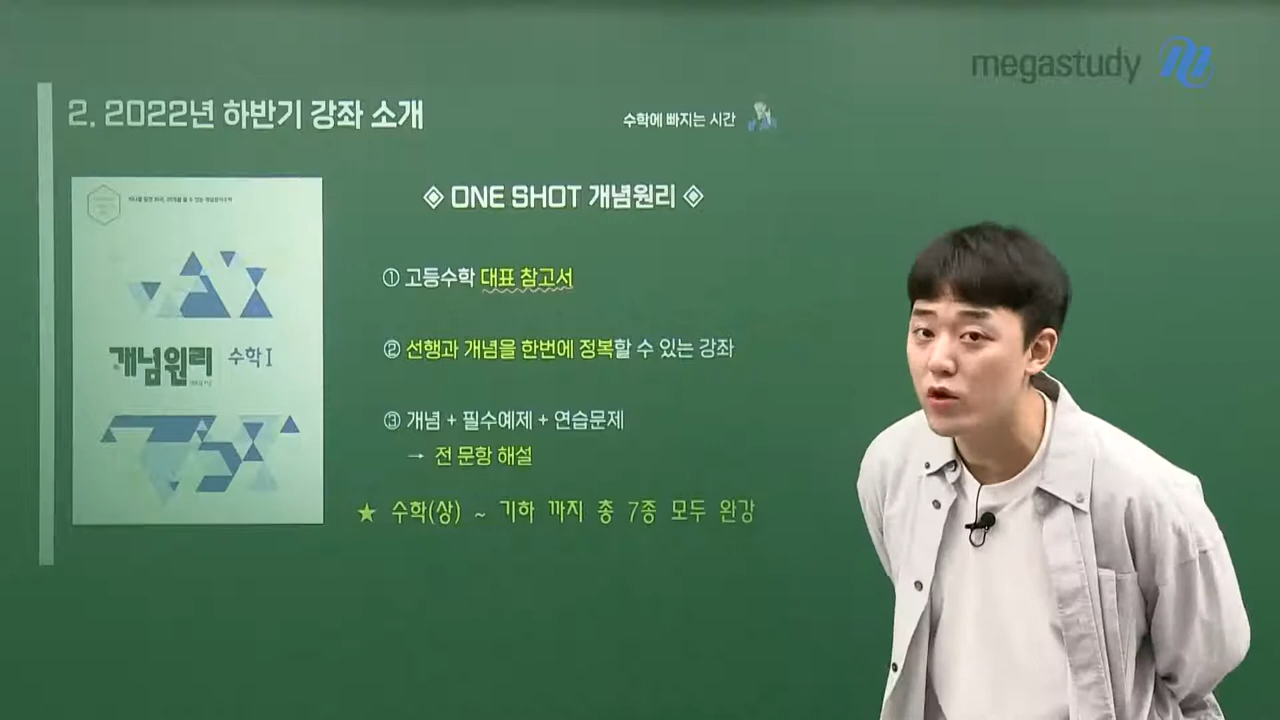 megastudy
2. 2022년 하반기 강좌 소개
수학에 빠지는 시간
◈ ONE SHOT 개념원리 ◈
개념원리 수학 I
① 고등수학 대표 참고서
② 선행과 개념을 한번에 정복할 수 있는 강좌
③ 개념 + 필수예제 + 연습문제
→ 전 문항 해설
★ 수학(상) ~ 기하 까지 총 7종 모두 완강